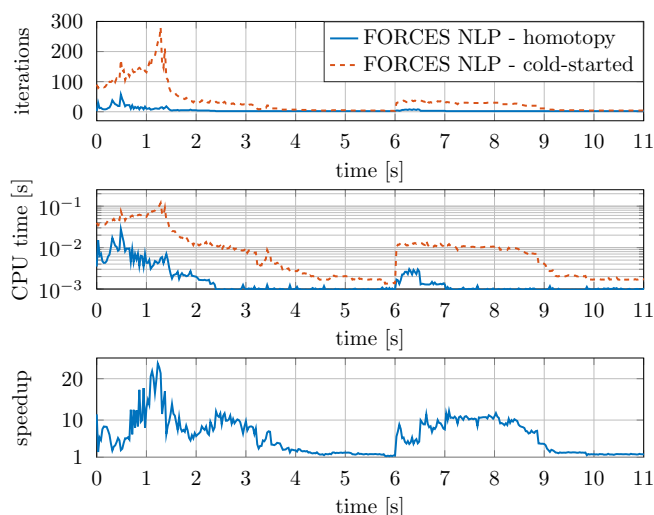 300
200
100
0
iterations
FORCES NLP - homotopy
FORCES NLP - cold-started
0 1 2 3 4 5 6 7 8 9 10 11
time [s]
10⁻¹
10⁻²
10⁻³
CPU time [s]
0 1 2 3 4 5 6 7 8 9 10 11
time [s]
20
10
1
speedup
0 1 2 3 4 5 6 7 8 9 10 11
time [s]